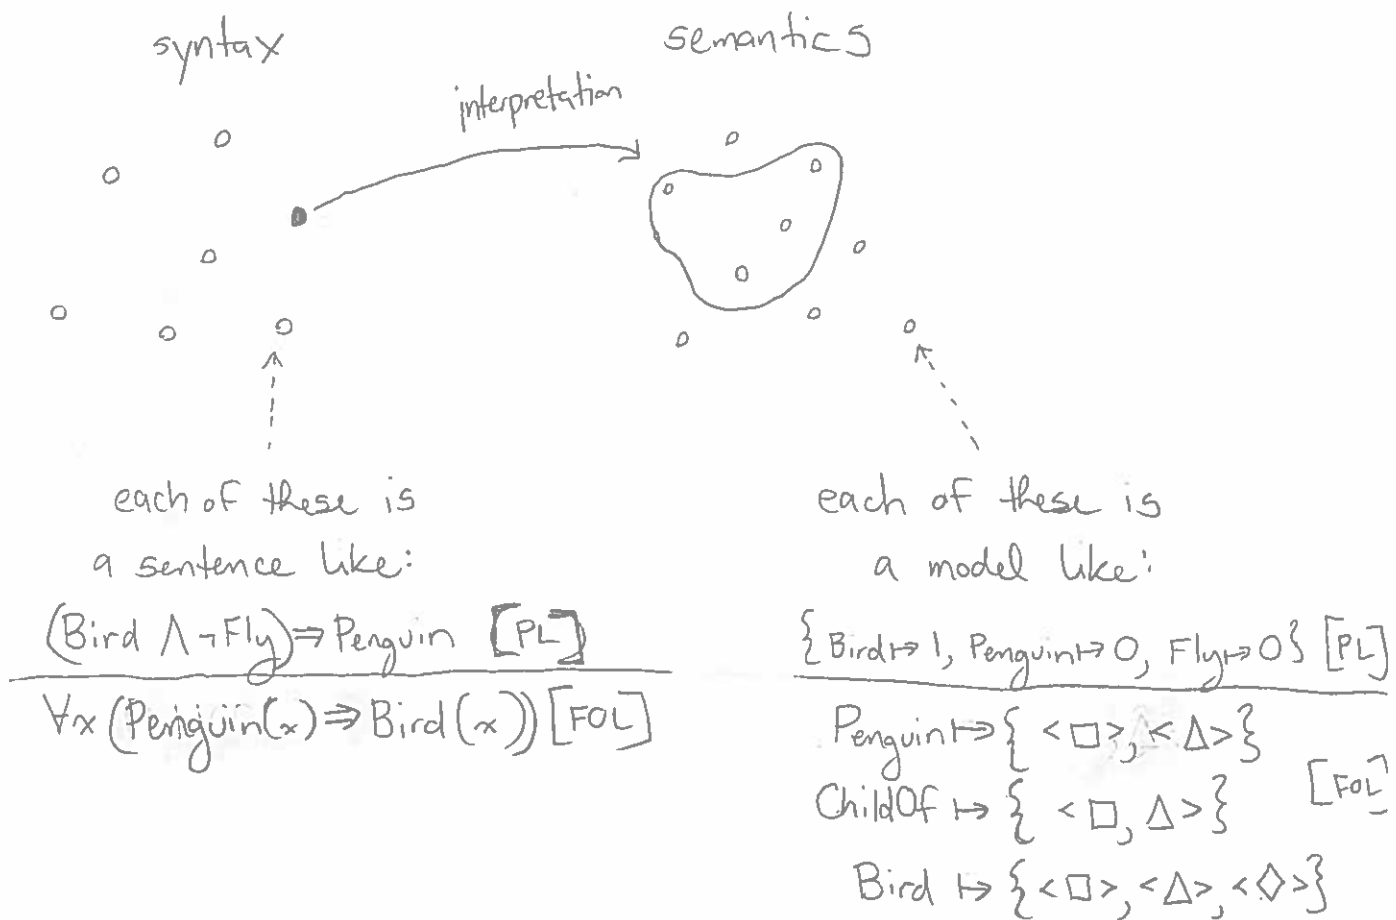 syntax
semantics
interpretation
each of these is
a sentence like:
(Bird ∧ ¬Fly) ⇒ Penguin [PL]
∀x (Penguin(x) ⇒ Bird(x)) [FOL]
each of these is
a model like:
{Bird ↦ 1, Penguin ↦ 0, Fly ↦ 0} [PL]
Penguin ↦ { <□>, <△> }
ChildOf ↦ { <□, △> }
[FOL]
Bird ↦ { <□>, <△>, <◇> }